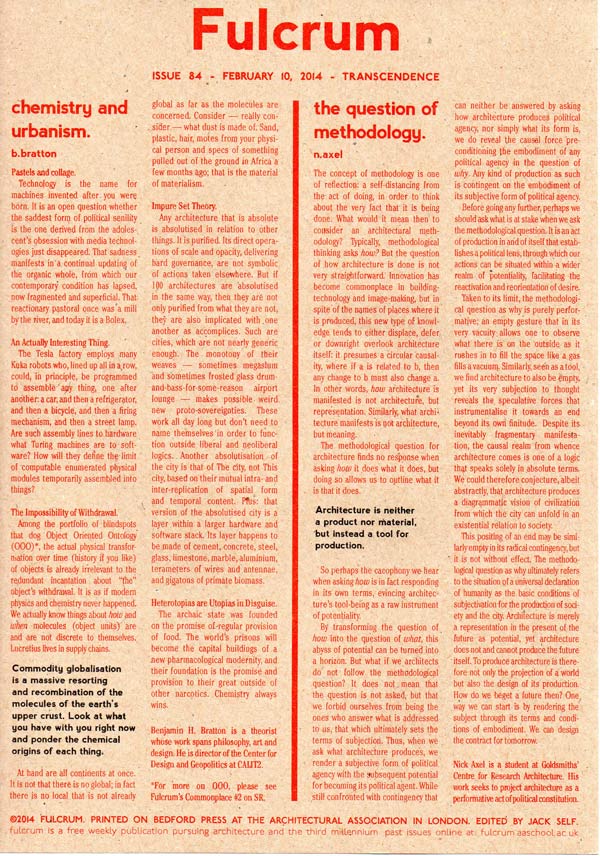 Fulcrum
ISSUE 84 - FEBRUARY 10, 2014 - TRANSCENDENCE
chemistry and
urbanism.
b.bratton
Pastels and collage.
Technology is the name for
machines invented after you were
born. It is an open question whether
the saddest form of political senility
is the one derived from the adoles-
cent's obsession with media technol-
ogies just disappeared. That sadness
manifests in a continual updating of
the organic whole, from which our
contemporary condition has lapsed,
now fragmented and superficial. That
reactionary pastoral once was a mill
by the river, and today it is a Bolex.
An Actually Interesting Thing.
The Tesla factory employs many
Kuka robots who, lined up all in a row,
could, in principle, be programmed
to assemble any thing, one after
another: a car, and then a refrigerator,
and then a bicycle, and then a firing
mechanism, and then a street lamp.
Are such assembly lines to hardware
what Turing machines are to soft-
ware? How will they define the limit
of computable enumerated physical
modules temporarily assembled into
things?
The Impossibility of Withdrawal.
Among the portfolio of blindspots
that dog Object Oriented Ontology
(OOO)*, the actual physical transfor-
mation over time (history if you like)
of objects is already irrelevant to the
redundant incantation about "the"
object's withdrawal. It is as if modern
physics and chemistry never happened.
We actually know things about how and
when molecules (object units) are
and are not discrete to themselves.
Lucretius lives in supply chains.
Commodity globalisation
is a massive resorting
and recombination of the
molecules of the earth's
upper crust. Look at what
you have with you right now
and ponder the chemical
origins of each thing.
At hand are all continents at once.
It is not that there is no global; in fact
there is no local that is not already
global as far as the molecules are
concerned. Consider — really con-
sider — what dust is made of. Sand,
plastic, hair, motes from your physi-
cal person and specs of something
pulled out of the ground in Africa a
few months ago; that is the material
of materialism.
Impure Set Theory.
Any architecture that is absolute
is absolutised in relation to other
things. It is purified. Its direct opera-
tions of scale and opacity, delivering
hard governance, are not symbolic
of actions taken elsewhere. But if
100 architectures are absolutised
in the same way, then they are not
only purified from what they are not,
they are also implicated with one
another as accomplices. Such are
cities, which are not nearly generic
enough. The monotony of their
weaves — sometimes megaslum
and sometimes frosted glass drum-
and-bass-for-some-reason airport
lounge — makes possible weird
new proto-sovereignties. These
work all day long but don't need to
name themselves in order to func-
tion outside liberal and neoliberal
logics. Another absolutisation of
the city is that of The city, not This
city, based on their mutual intra- and
inter-replication of spatial form
and temporal content. Plus: that
version of the absolutised city is a
layer within a larger hardware and
software stack. Its layer happens to
be made of cement, concrete, steel,
glass, limestone, marble, aluminium,
terameters of wires and antennae,
and gigatons of primate biomass.
Heterotopias are Utopias in Disguise.
The archaic state was founded
on the promise of-regular provision
of food. The world's prisons will
become the capital buildings of a
new pharmacological modernity, and
their foundation is the promise and
provision to their great outside of
other narcotics. Chemistry always
wins.
Benjamin H. Bratton is a theorist
whose work spans philosophy, art and
design. He is director of the Center for
Design and Geopolitics at CALIT2.
*For more on OOO, please see
Fulcrum's Commonplace #2 on SR.
the question of
methodology.
n.axel
The concept of methodology is one
of reflection: a self-distancing from
the act of doing, in order to think
about the very fact that it is being
done. What would it mean then to
consider an architectural meth-
odology? Typically, methodological
thinking asks how? But the question
of how architecture is done is not
very straightforward. Innovation has
become commonplace in building-
technology and image-making, but in
spite of the names of places where it
is produced, this new type of knowl-
edge tends to either displace, defer,
or downright overlook architecture
itself: it presumes a circular causal-
ity, where if a is related to b, then
any change to b must also change a.
In other words, how architecture is
manifested is not architecture, but
representation. Similarly, what archi-
tecture manifests is not architecture,
but meaning.
The methodological question for
architecture finds no response when
asking how it does what it does, but
doing so allows us to outline what it
is that it does.
Architecture is neither
a product nor material,
but instead a tool for
production.
So perhaps the cacophony we hear
when asking how is in fact responding
in its own terms, evincing architec-
ture's tool-being as a raw instrument
of potentiality.
By transforming the question of
how into the question of what, this
abyss of potential can be turned into
a horizon. But what if we architects
do not follow the methodological
question? It does not mean that
the question is not asked, but that
we forbid ourselves from being the
ones who answer what is addressed
to us, that which ultimately sets the
terms of subjection. Thus, when we
ask what architecture produces, we
render a subjective form of political
agency with the subsequent potential
for becoming its political agent. While
still confronted with contingency that
can neither be answered by asking
how architecture produces political
agency, nor simply what its form is,
we do reveal the causal force pre-
conditioning the embodiment of any
political agency in the question of
why. Any kind of production as such
is contingent on the embodiment of
its subjective form of political agency.
Before going any further, perhaps we
should ask what is at stake when we ask
the methodological question. It is an act
of production in and of itself that estab-
lishes a political lens, through which our
actions can be situated within a wider
realm of potentiality, facilitating the
reactivation and reorientation of desire.
Taken to its limit, the methodologi-
cal question as why is purely perfor-
mative; an empty gesture that in its
very vacuity allows one to observe
what there is on the outside as it
rushes in to fill the space like a gas
fills a vacuum. Similarly, seen as a tool,
we find architecture to also be empty,
yet its very subjection to thought
reveals the speculative forces that
instrumentalise it towards an end
beyond its own finitude. Despite its
inevitably fragmentary manifesta-
tion, the causal realm from whence
architecture comes is one of a logic
that speaks solely in absolute terms.
We could therefore conjecture, albeit
abstractly, that architecture produces
a diagrammatic vision of civilization
from which the city can unfold in an
existential relation to society.
This positing of an end may be sim-
ilarly empty in its radical contingency, but
it is not without effect. The methodo-
logical question as why ultimately refers
to the situation of a universal declaration
of humanity as the basic conditions of
subjectivation for the production of soci-
ety and the city. Architecture is merely
a representation in the present of the
future as potential, yet architecture
does not and cannot produce the future
itself. To produce architecture is there-
fore not only the projection of a world
but also the design of its production.
How do we beget a future then? One
way we can start is by rendering the
subject through its terms and condi-
tions of embodiment. We can design
the contract for tomorrow.
Nick Axel is a student at Goldsmiths'
Centre for Research Architecture. His
work seeks to project architecture as a
performative act of political constitution.
©2014 FULCRUM. PRINTED ON BEDFORD PRESS AT THE ARCHITECTURAL ASSOCIATION IN LONDON. EDITED BY JACK SELF.
fulcrum is a free weekly publication pursuing architecture and the third millennium past issues online at: fulcrum.aaschool.ac.uk